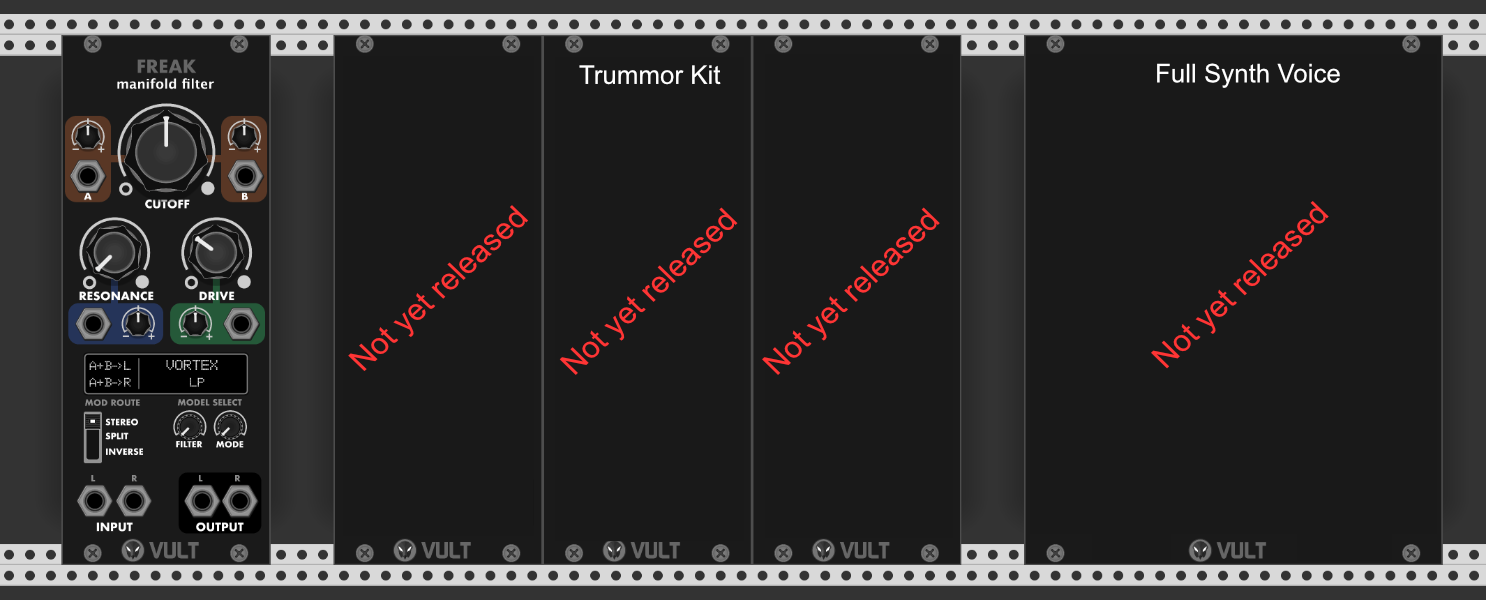 FREAK
manifold filter
- +
A
- +
B
CUTOFF
RESONANCE
DRIVE
- +
- +
A+B->L VORTEX
A+B->R LP
MOD ROUTE
MODEL SELECT
STEREO
SPLIT
INVERSE
FILTER
MODE
L R
INPUT
L R
OUTPUT
VULT
Not yet released
VULT
Trummor Kit
Not yet released
VULT
Not yet released
VULT
Full Synth Voice
Not yet released
VULT